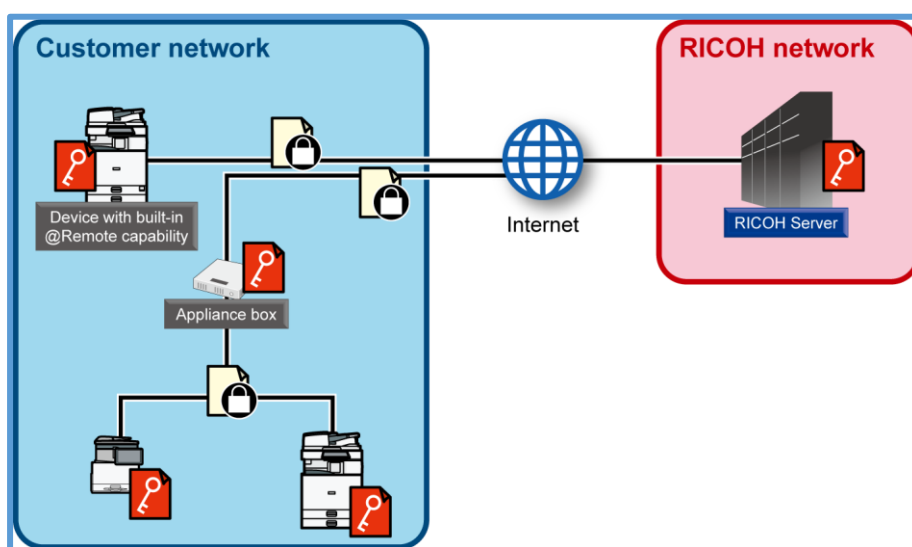 Customer network
RICOH network
Device with built-in
@Remote capability
Internet
RICOH Server
Appliance box